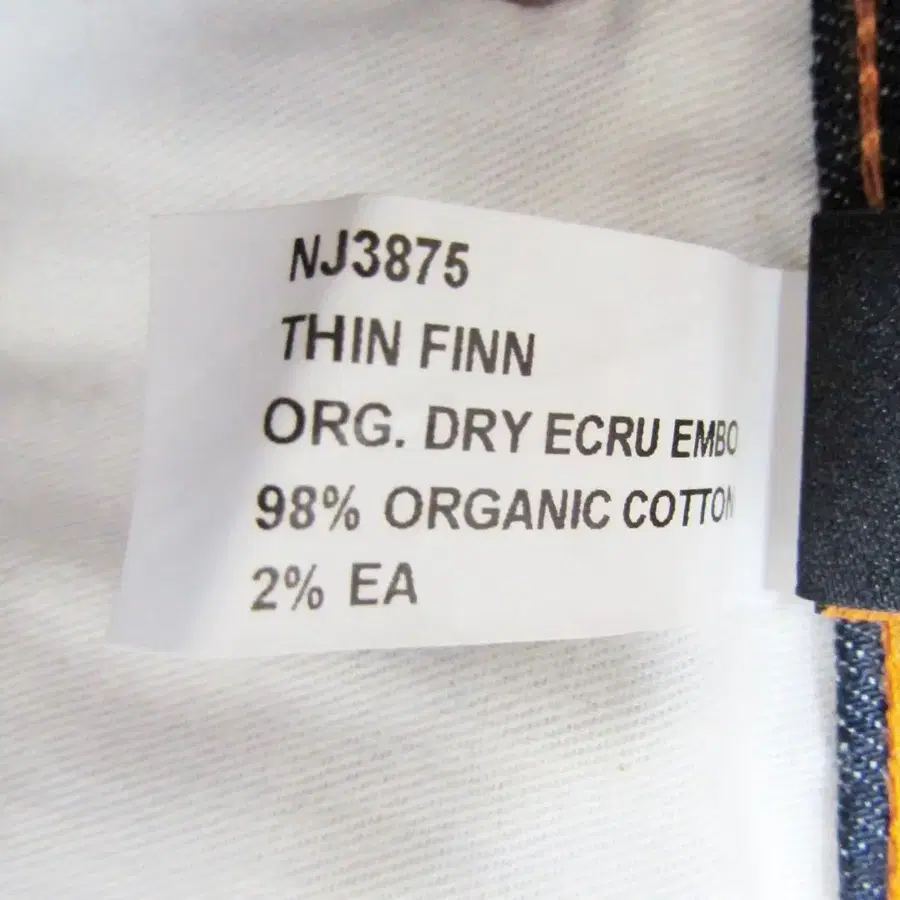 NJ3875
THIN FINN
ORG. DRY ECRU EMBO
98% ORGANIC COTTON
2% EA